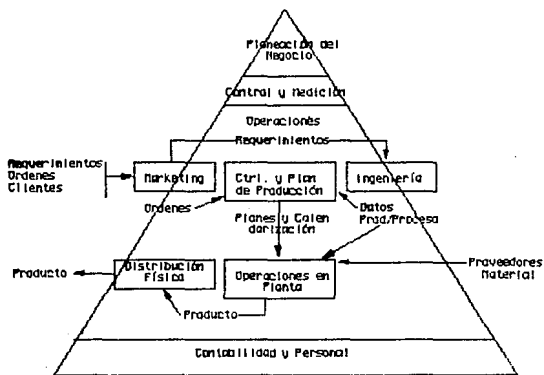 Planeación del
Negocio
Control y Medición
Operaciones
Requerimientos
Requerimientos
Ordenes
Clientes
Marketing
Ctrl. y Plan
de Producción
Ingeniería
Ordenes
Datos
Prod/Proceso
Planes y Calen
darización
Producto
Distribución
Física
Operaciones en
Planta
Proveedores
Material
Producto
Contabilidad y Personal